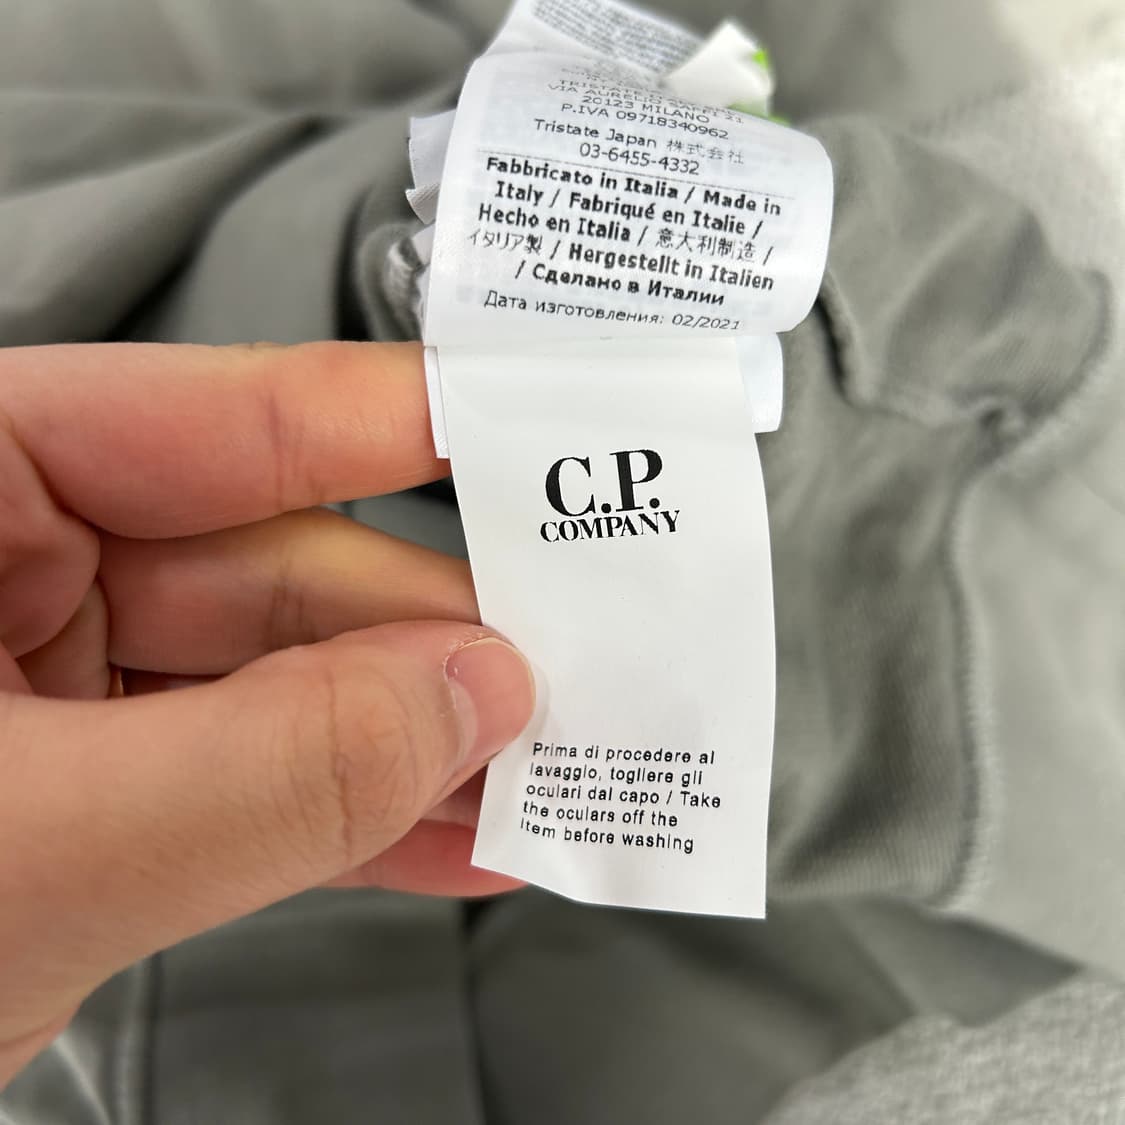 TRISTATE
VIA AURELIO SAFFI 21
20123 MILANO
P.IVA 09718340962
Tristate Japan 株式会社
03-6455-4332
Fabbricato in Italia / Made in
Italy / Fabriqué en Italie /
Hecho en Italia / 意大利制造 /
イタリア製 / Hergestellt in Italien
/ Сделано в Италии
Дата изготовления: 02/2021
C.P.
COMPANY
Prima di procedere al
lavaggio, togliere gli
oculari dal capo / Take
the oculars off the
item before washing